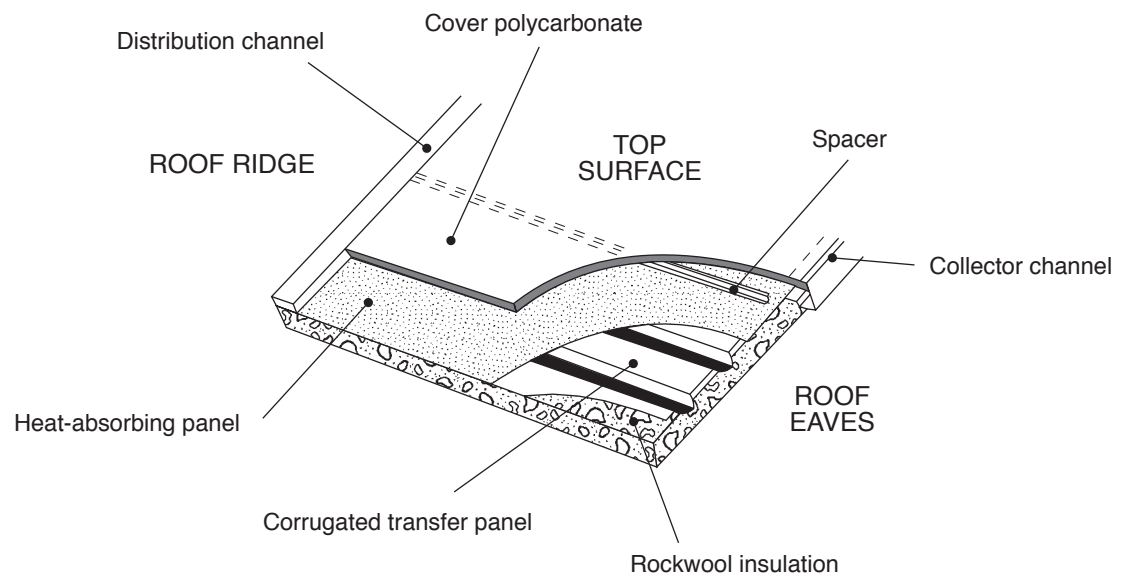 Cover polycarbonate
Distribution channel
Spacer
TOP
SURFACE
ROOF RIDGE
Collector channel
ROOF
EAVES
Heat-absorbing panel
Corrugated transfer panel
Rockwool insulation